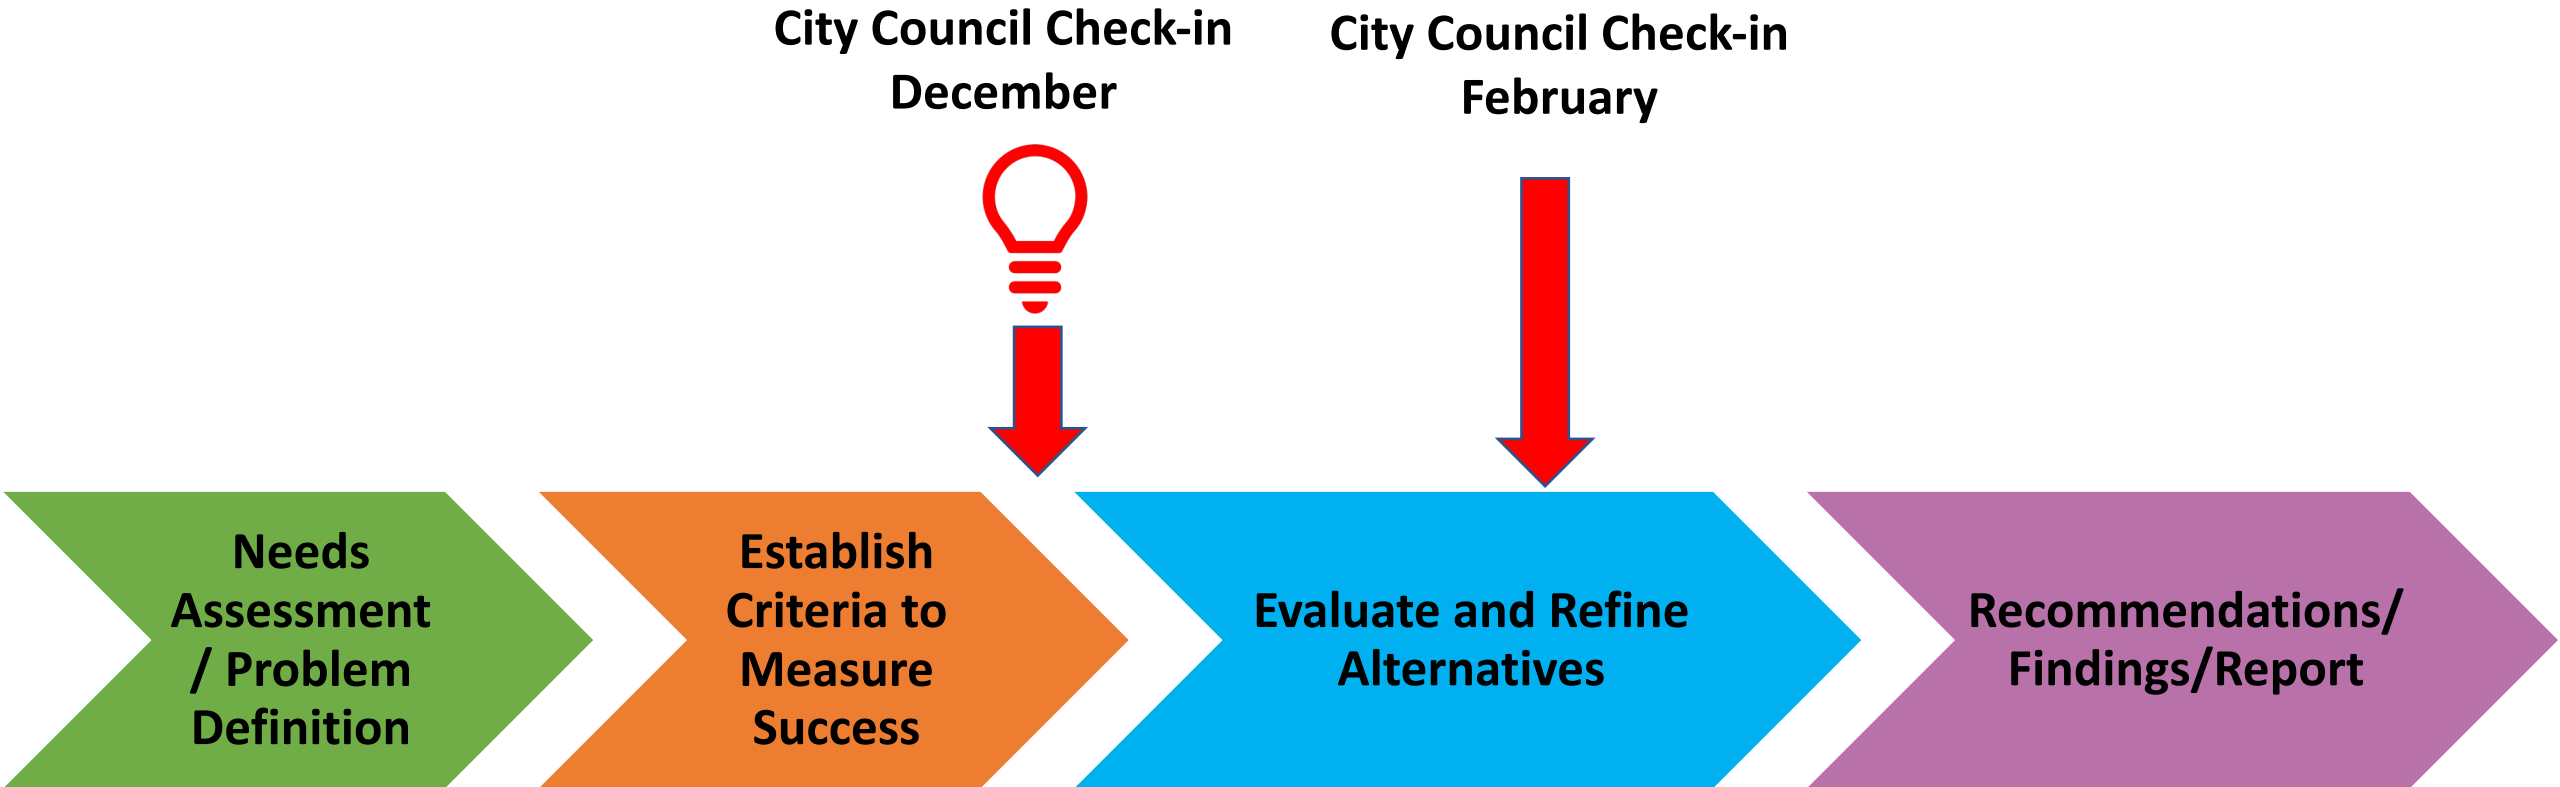 City Council Check-in
December
City Council Check-in
February
Needs
Assessment
/ Problem
Definition
Establish
Criteria to
Measure
Success
Evaluate and Refine
Alternatives
Recommendations/
Findings/Report